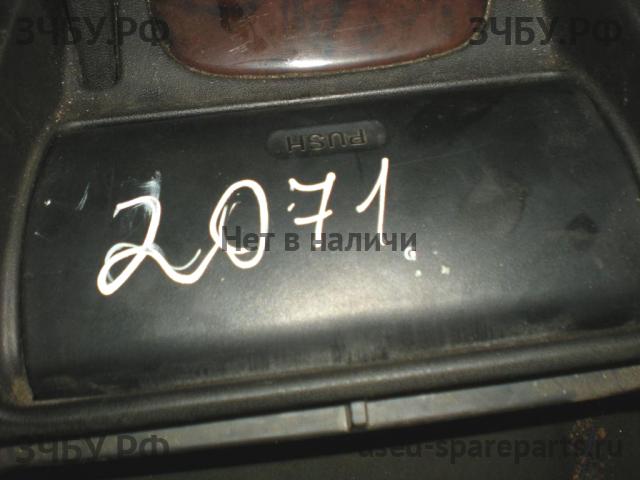 ЗЧБУ.РФ
ЗЧБУ.РФ
PUSH
2071
Нет в наличи
ЗЧБУ.РФ
used-spareparts.ru